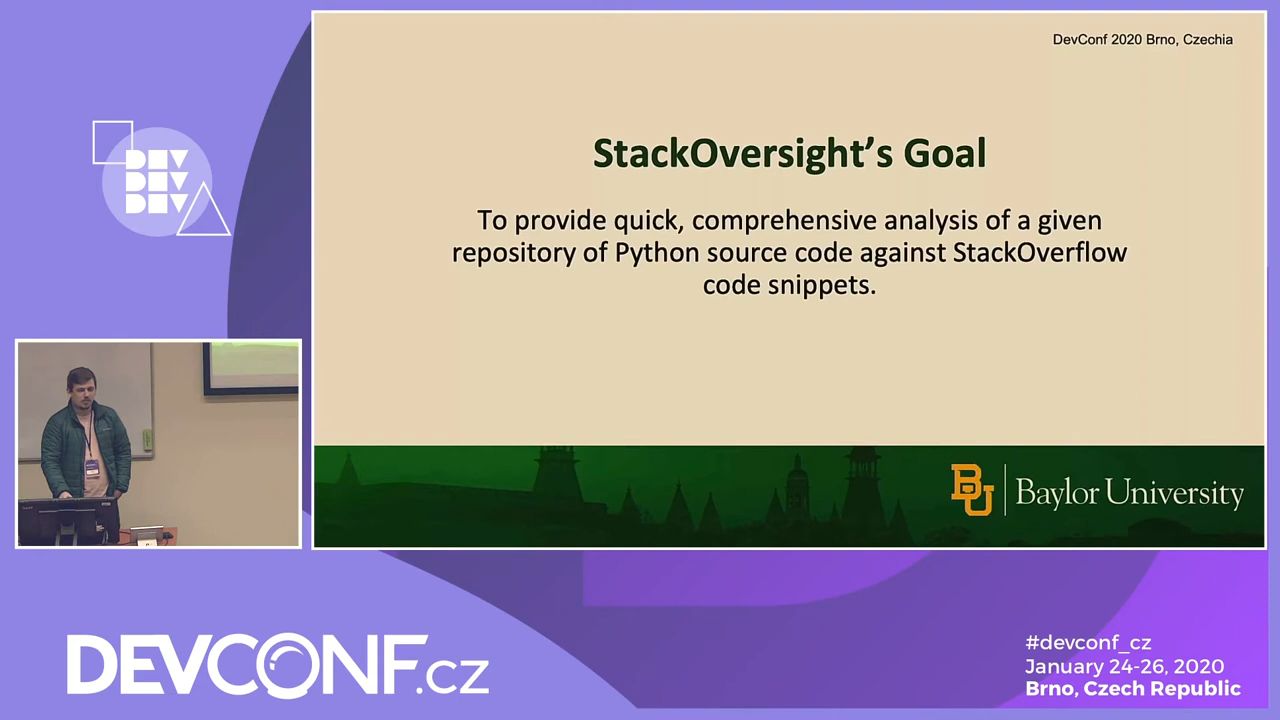 DevConf 2020 Brno, Czechia
StackOversight's Goal
To provide quick, comprehensive analysis of a given
repository of Python source code against StackOverflow
code snippets.
BU Baylor University
DEV
DEV
DEV
DEVCONF.cz
#devconf_cz
January 24-26, 2020
Brno, Czech Republic